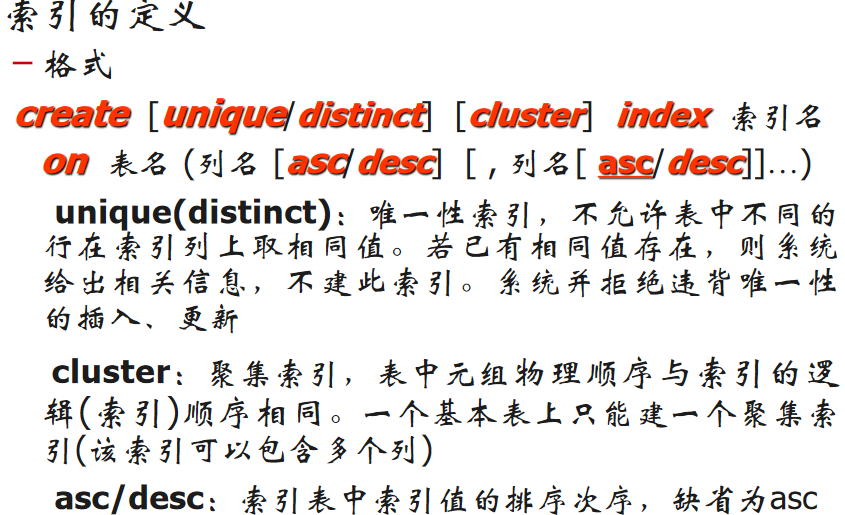 索引的定义
– 格式
create [unique/distinct] [cluster] index 索引名
on 表名 (列名 [asc/desc] [ , 列名[ asc/desc]]…)
unique(distinct)：唯一性索引，不允许表中不同的
行在索引列上取相同值。若已有相同值存在，则系统
给出相关信息，不建此索引。系统并拒绝违背唯一性
的插入、更新
cluster：聚集索引，表中元组物理顺序与索引的逻
辑(索引)顺序相同。一个基本表上只能建一个聚集索
引(该索引可以包含多个列)
asc/desc：索引表中索引值的排序次序，缺省为asc